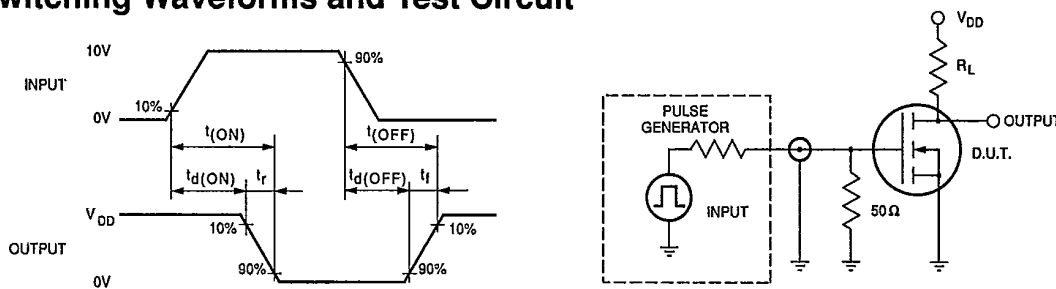 witching Waveforms and Test Circuit
10V
INPUT
0V
10%
90%
t(ON)
t(OFF)
td(ON)
tr
td(OFF)
tf
VDD
OUTPUT
0V
10%
90%
90%
10%
VDD
RL
PULSE
GENERATOR
OUTPUT
D.U.T.
INPUT
50Ω